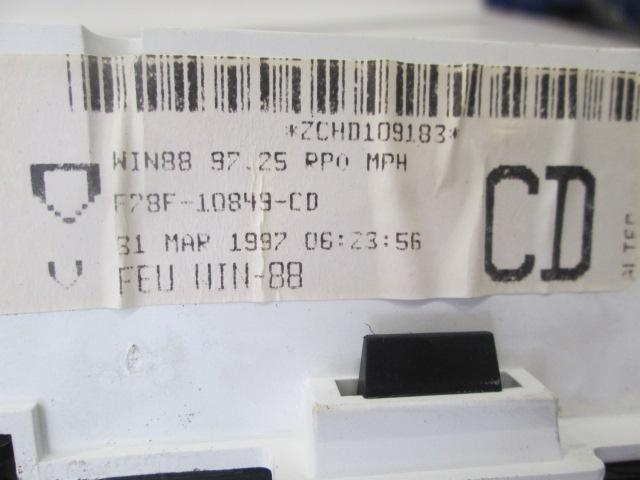 *ZCHD109183*
WIN88 97.25 RPO MPH
F78F-10849-CD
31 MAR 1997 06:23:56
FEU WIN-88
CD